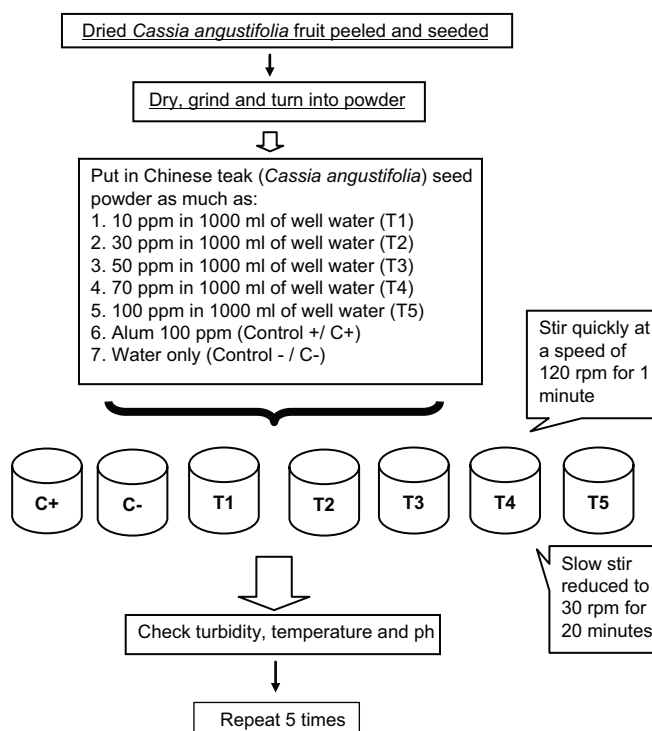 Dried Cassia angustifolia fruit peeled and seeded
Dry, grind and turn into powder
Put in Chinese teak (Cassia angustifolia) seed
powder as much as:
1. 10 ppm in 1000 ml of well water (T1)
2. 30 ppm in 1000 ml of well water (T2)
3. 50 ppm in 1000 ml of well water (T3)
4. 70 ppm in 1000 ml of well water (T4)
5. 100 ppm in 1000 ml of well water (T5)
6. Alum 100 ppm (Control +/ C+)
7. Water only (Control - / C-)
Stir quickly at
a speed of
120 rpm for 1
minute
C+ C- T1 T2 T3 T4 T5
Slow stir
reduced to
30 rpm for
20 minutes
Check turbidity, temperature and ph
Repeat 5 times